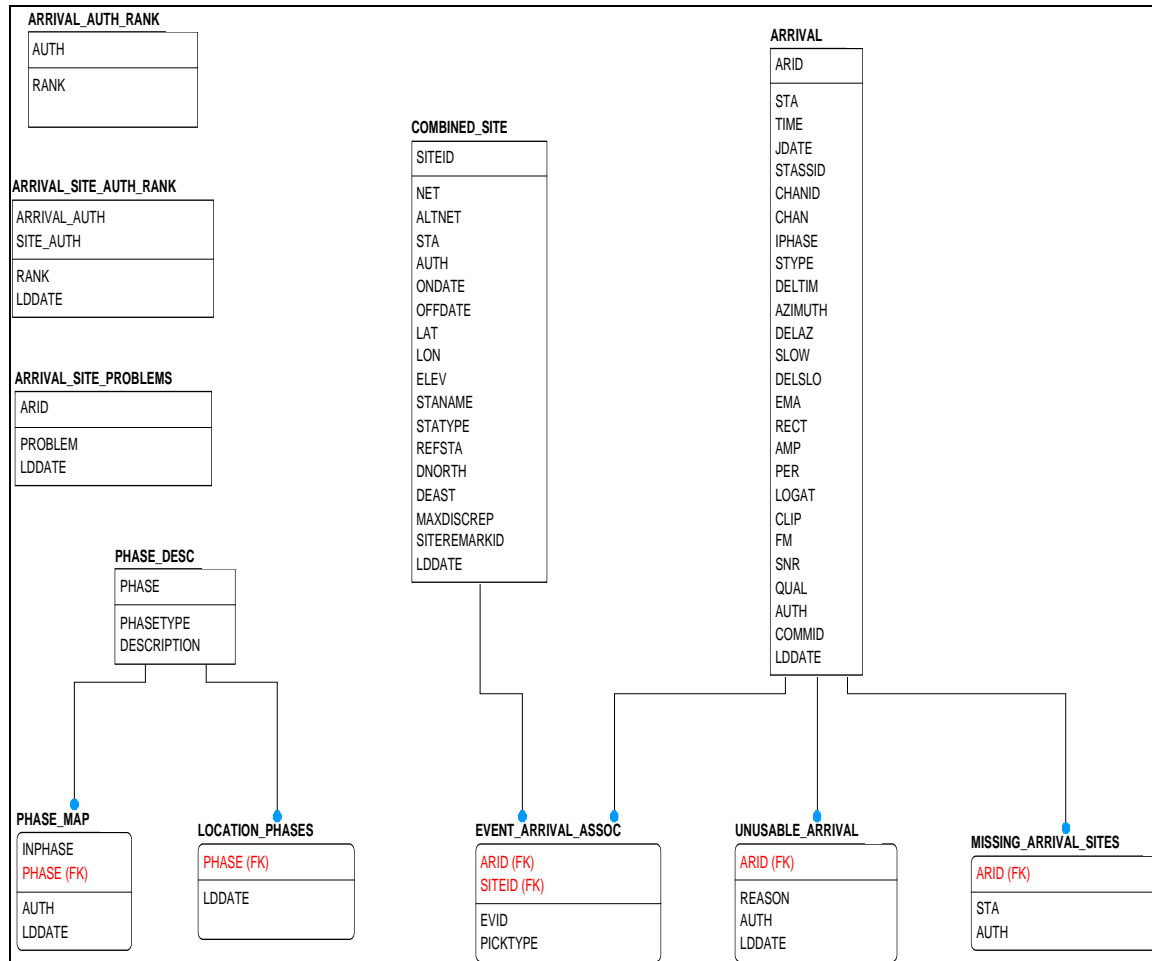 ARRIVAL_AUTH_RANK
AUTH
RANK
ARRIVAL_SITE_AUTH_RANK
ARRIVAL_AUTH
SITE_AUTH
RANK
LDDATE
ARRIVAL_SITE_PROBLEMS
ARID
PROBLEM
LDDATE
PHASE_DESC
PHASE
PHASETYPE
DESCRIPTION
COMBINED_SITE
SITEID
NET
ALTNET
STA
AUTH
ONDATE
OFFDATE
LAT
LON
ELEV
STANAME
STATYPE
REFSTA
DNORTH
DEAST
MAXDISCREP
SITEREMARKID
LDDATE
ARRIVAL
ARID
STA
TIME
JDATE
STASSID
CHANID
CHAN
IPHASE
STYPE
DELTIM
AZIMUTH
DELAZ
SLOW
DELSLO
EMA
RECT
AMP
PER
LOGAT
CLIP
FM
SNR
QUAL
AUTH
COMMID
LDDATE
PHASE_MAP
INPHASE
PHASE (FK)
AUTH
LDDATE
LOCATION_PHASES
PHASE (FK)
LDDATE
EVENT_ARRIVAL_ASSOC
ARID (FK)
SITEID (FK)
EVID
PICKTYPE
UNUSABLE_ARRIVAL
ARID (FK)
REASON
AUTH
LDDATE
MISSING_ARRIVAL_SITES
ARID (FK)
STA
AUTH